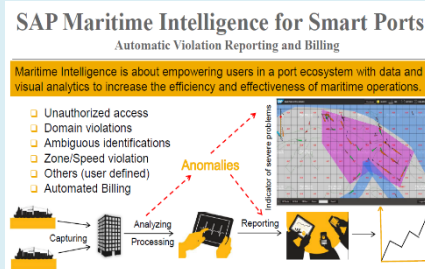 SAP Maritime Intelligence for Smart Ports
Automatic Violation Reporting and Billing
Maritime Intelligence is about empowering users in a port ecosystem with data and
visual analytics to increase the efficiency and effectiveness of maritime operations.
Unauthorized access
Domain violations
Ambiguous identifications
Zone/Speed violation
Others (user defined)
Automated Billing
Anomalies
Indicator of severe problems
Capturing
Analyzing
Processing
Reporting